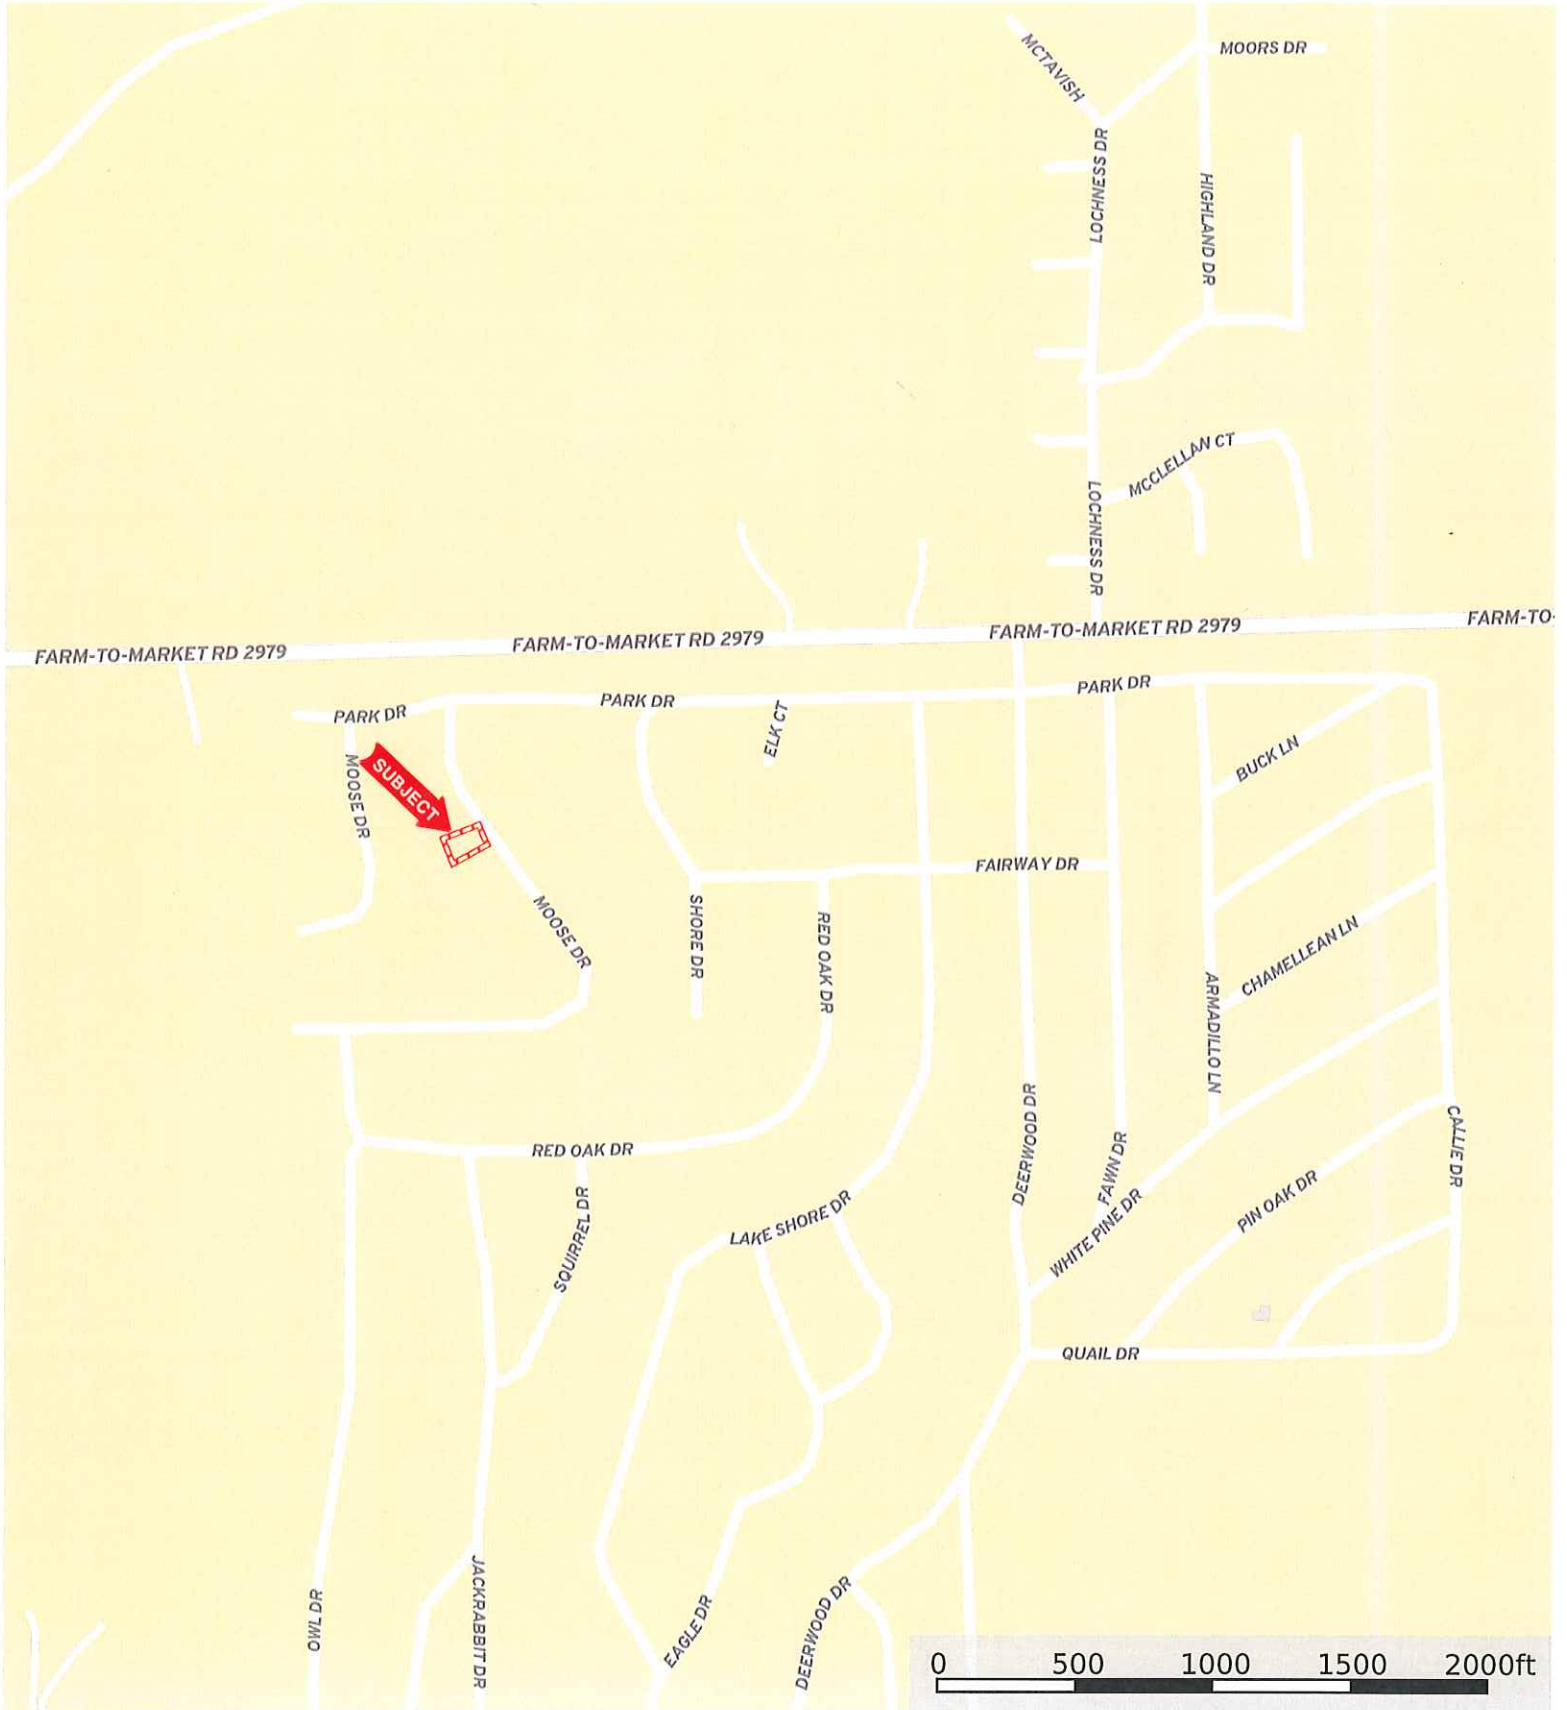 MCTAVISH
MOORS DR
LOCHNESS DR
HIGHLAND DR
MCCLELLAN CT
LOCHNESS DR
FARM-TO-MARKET RD 2979
FARM-TO-MARKET RD 2979
FARM-TO-MARKET RD 2979
FARM-TO-
PARK DR
PARK DR
PARK DR
ELK CT
MOOSE DR
SUBJECT
BUCK LN
FAIRWAY DR
MOOSE DR
SHORE DR
RED OAK DR
CHAMELLEAN LN
ARMADILLO LN
DEERWOOD DR
FAWN DR
CALLIE DR
RED OAK DR
SQUIRREL DR
LAKE SHORE DR
WHITE PINE DR
PIN OAK DR
QUAIL DR
OWL DR
JACKRABBIT DR
EAGLE DR
DEERWOOD DR
0 500 1000 1500 2000ft